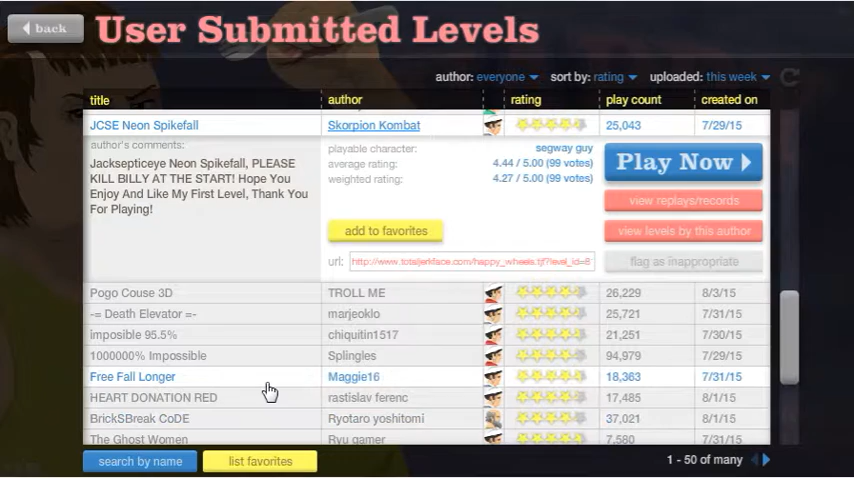 back
User Submitted Levels
author: everyone sort by: rating uploaded: this week
title author rating play count created on
JCSE Neon Spikefall Skorpion Kombat 25,043 7/29/15
author's comments:
Jacksepticeye Neon Spikefall, PLEASE
KILL BILLY AT THE START! Hope You
Enjoy And Like My First Level, Thank You
For Playing!
playable character: segway guy
average rating: 4.44 / 5.00 (99 votes)
weighted rating: 4.27 / 5.00 (99 votes)
add to favorites
url: http://www.totaljerkface.com/happy_wheels.tjf?level_id=8
Play Now
view replays/records
view levels by this author
flag as inappropriate
Pogo Couse 3D TROLL ME 26,229 8/3/15
-= Death Elevator =- marjeoklo 25,721 7/31/15
imposible 95.5% chiquitin1517 21,251 7/30/15
1000000% Impossible Splingles 94,979 7/29/15
Free Fall Longer Maggie16 18,363 7/31/15
HEART DONATION RED rastislav ferenc 17,485 8/1/15
BrickSBreak CoDE Ryotaro yoshitomi 37,021 8/1/15
The Ghost Women Ryu gamer 7,580 7/31/15
search by name
list favorites
1 - 50 of many